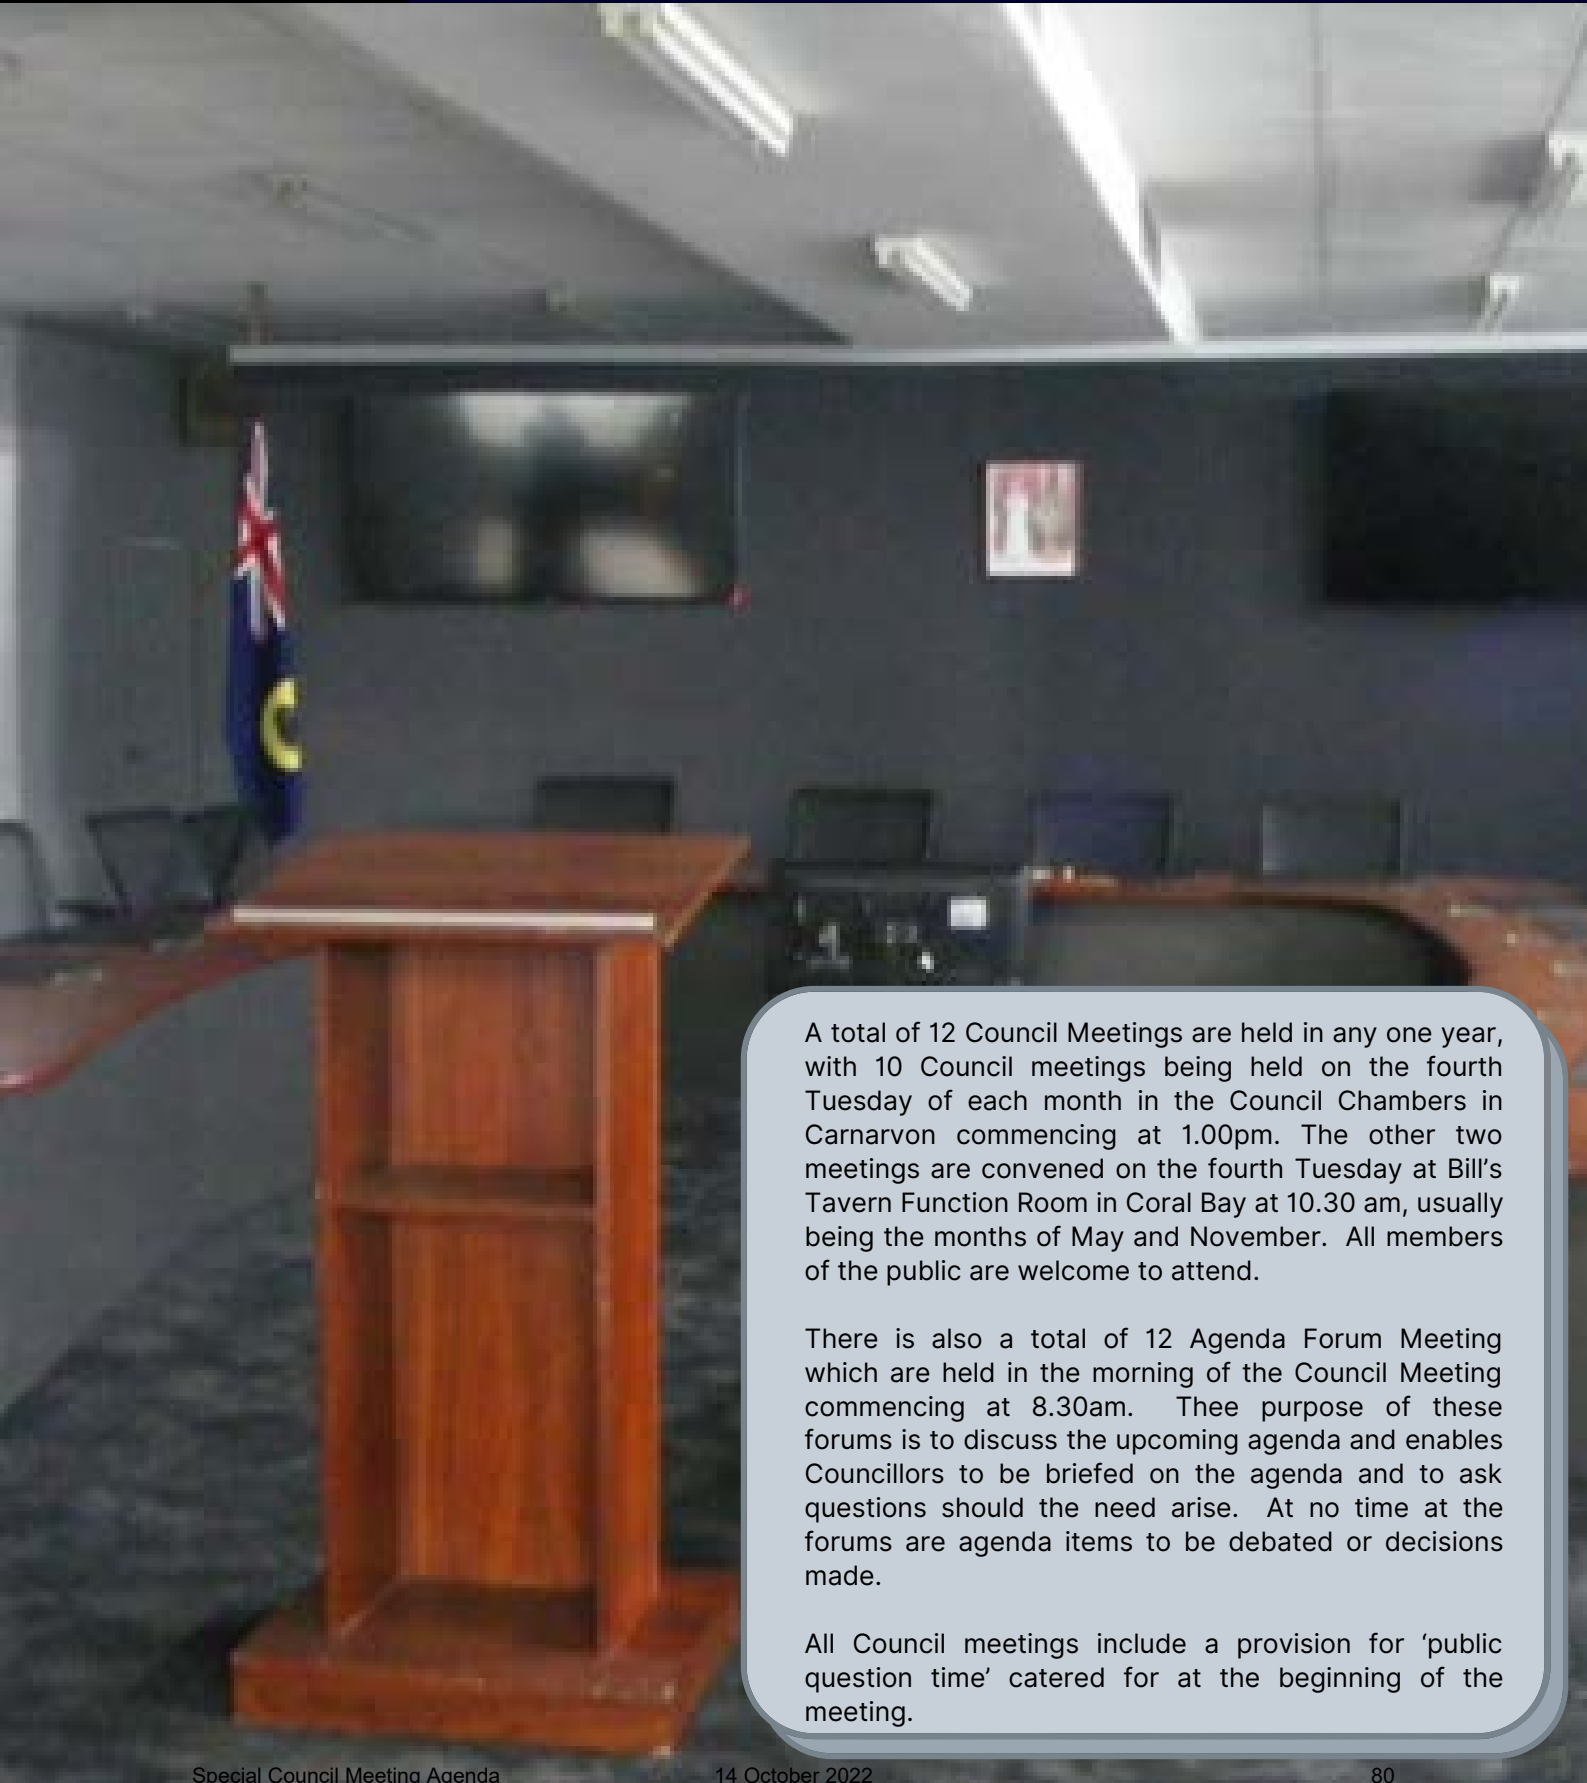 A total of 12 Council Meetings are held in any one year,
with 10 Council meetings being held on the fourth
Tuesday of each month in the Council Chambers in
Carnarvon commencing at 1.00pm. The other two
meetings are convened on the fourth Tuesday at Bill’s
Tavern Function Room in Coral Bay at 10.30 am, usually
being the months of May and November.  All members
of the public are welcome to attend.

There is also a total of 12 Agenda Forum Meeting
which are held in the morning of the Council Meeting
commencing at 8.30am.  Thee purpose of these
forums is to discuss the upcoming agenda and enables
Councillors to be briefed on the agenda and to ask
questions should the need arise.  At no time at the
forums are agenda items to be debated or decisions
made.

All Council meetings include a provision for ‘public
question time’ catered for at the beginning of the
meeting.
Special Council Meeting Agenda 14 October 2022 80